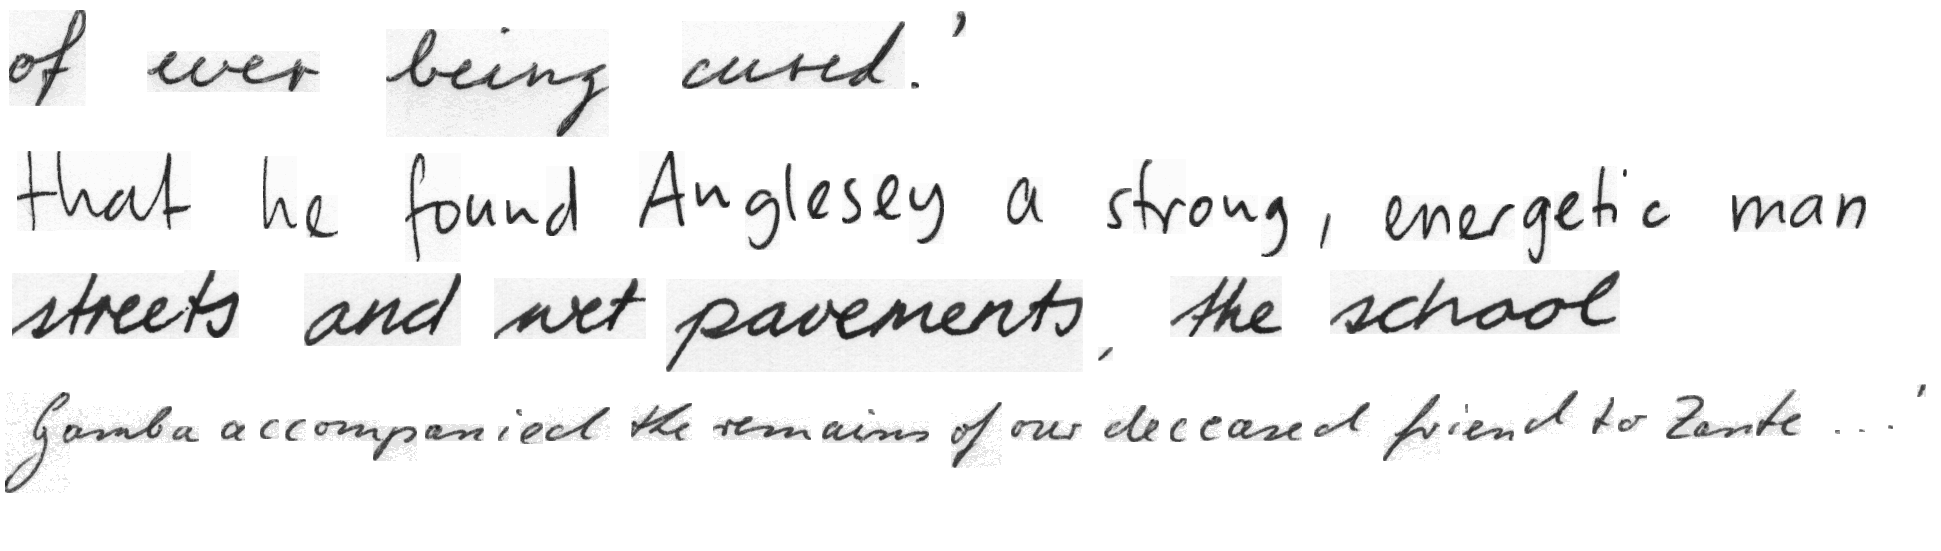 of ever being cured.'
that he found Anglesey a strong, energetic man
streets and wet pavements, the school
Gamba accompanied the remains of our deceased friend to Zante ... '